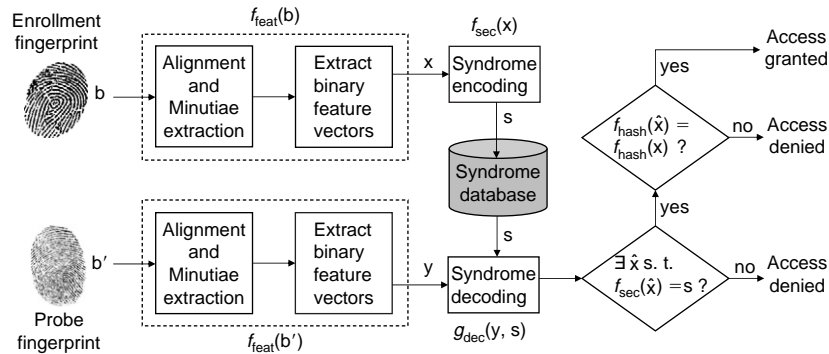 Enrollment
fingerprint
f_feat(b)
f_sec(x)
b
Alignment
and
Minutiae
extraction
Extract
binary
feature
vectors
x
Syndrome
encoding
s
Syndrome
database
s
Access
granted
yes
f_hash(x̂) =
f_hash(x) ?
no
Access
denied
yes
b′
Alignment
and
Minutiae
extraction
Extract
binary
feature
vectors
y
Syndrome
decoding
∃ x̂ s. t.
f_sec(x̂) =s ?
no
Access
denied
Probe
fingerprint
f_feat(b′)
g_dec(y, s)